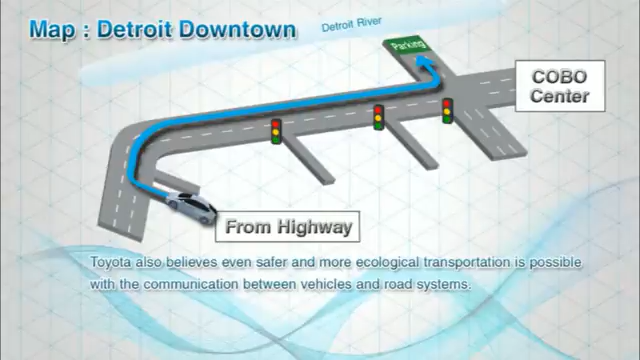 Map : Detroit Downtown
Detroit River
Parking
COBO
Center
From Highway
Toyota also believes even safer and more ecological transportation is possible
with the communication between vehicles and road systems.